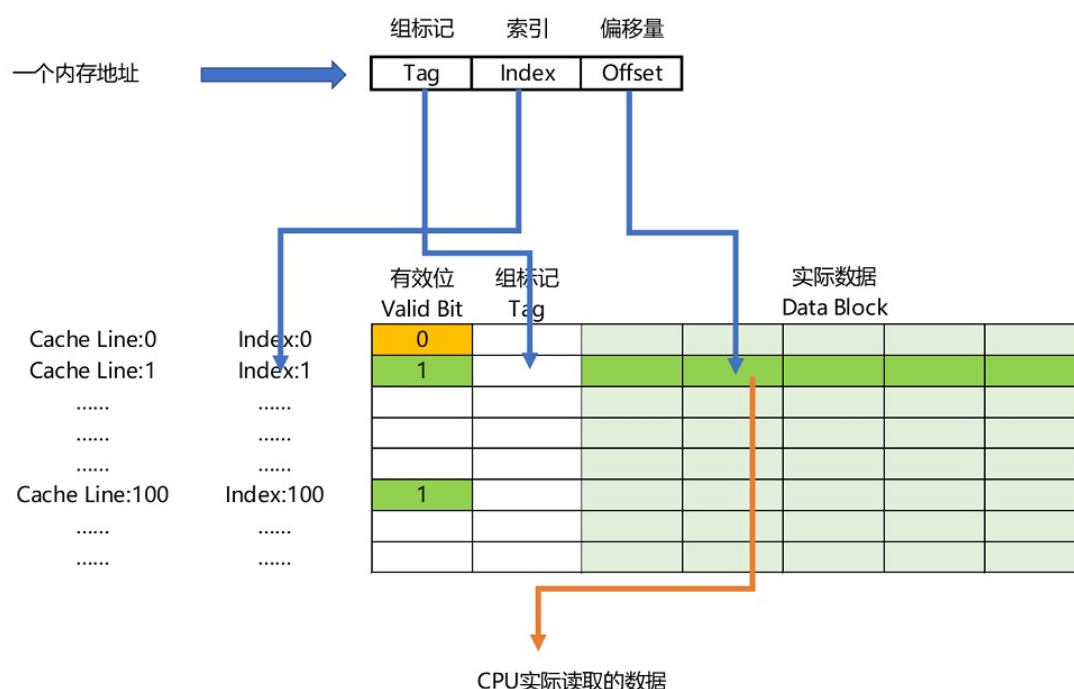 组标记 索引 偏移量
一个内存地址 Tag Index Offset
有效位 组标记 实际数据
Valid Bit Tag Data Block
Cache Line:0 Index:0 0
Cache Line:1 Index:1 1
...... ......
...... ......
...... ......
Cache Line:100 Index:100 1
...... ......
...... ......
CPU实际读取的数据